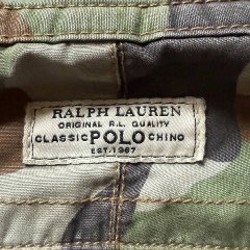 RALPH LAUREN
ORIGINAL R.L. QUALITY
CLASSIC POLO CHINO
EST. 1967